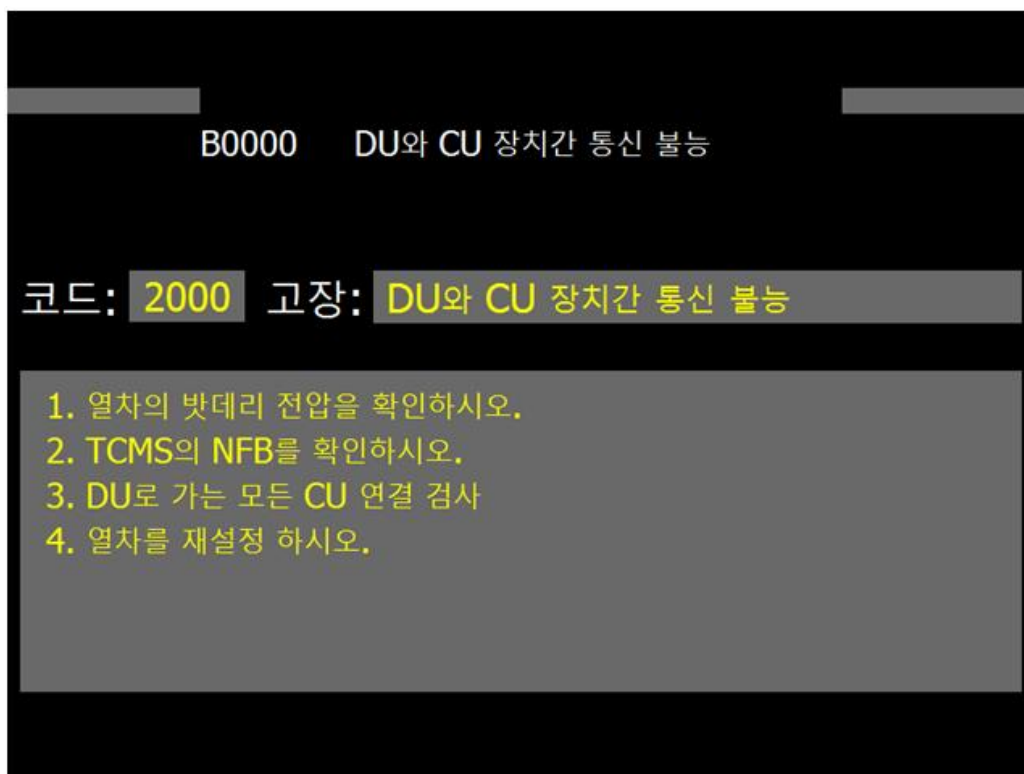 B0000 DU와 CU 장치간 통신 불능
코드: 2000 고장: DU와 CU 장치간 통신 불능
1. 열차의 밧데리 전압을 확인하시오.
2. TCMS의 NFB를 확인하시오.
3. DU로 가는 모든 CU 연결 검사
4. 열차를 재설정 하시오.